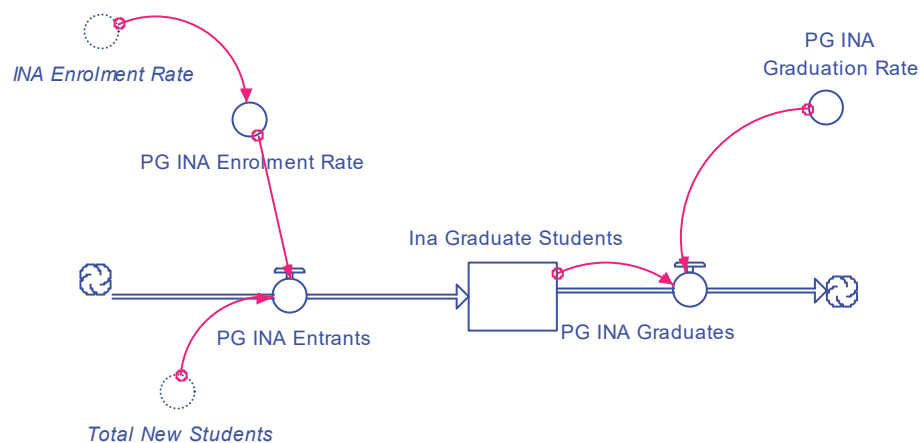 PG INA
Graduation Rate
INA Enrolment Rate
PG INA Enrolment Rate
Ina Graduate Students
PG INA Entrants
PG INA Graduates
Total New Students